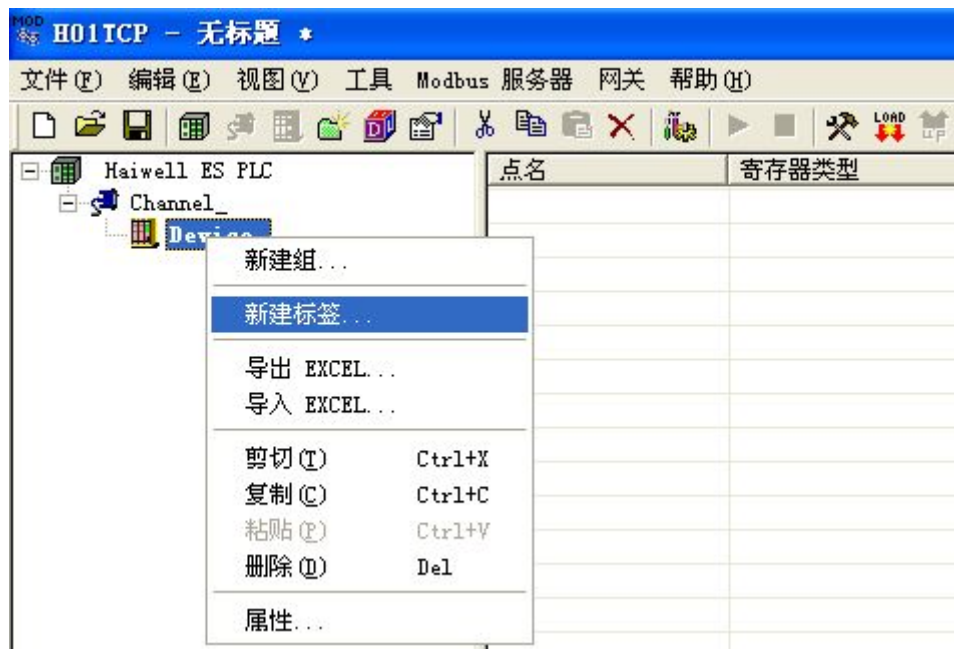 MOD
H01TCP - 无标题 *
文件(F) 编辑(E) 视图(V) 工具 Modbus 服务器 网关 帮助(H)
LOAD
UP
Haiwell ES PLC
点名 寄存器类型
Channel_
新建组...
新建标签...
导出 EXCEL...
导入 EXCEL...
剪切(T) Ctrl+X
复制(C) Ctrl+C
粘贴(P) Ctrl+V
删除(D) Del
属性...